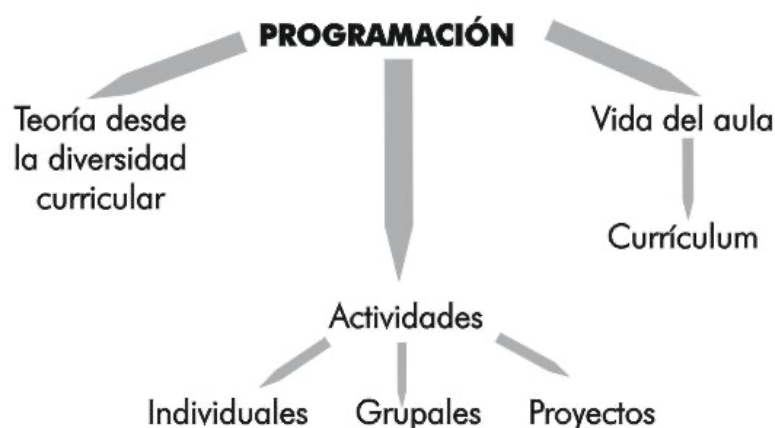 PROGRAMACIÓN
Teoría desde
la diversidad
curricular
Vida del aula
Currículum
Actividades
Individuales
Grupales
Proyectos